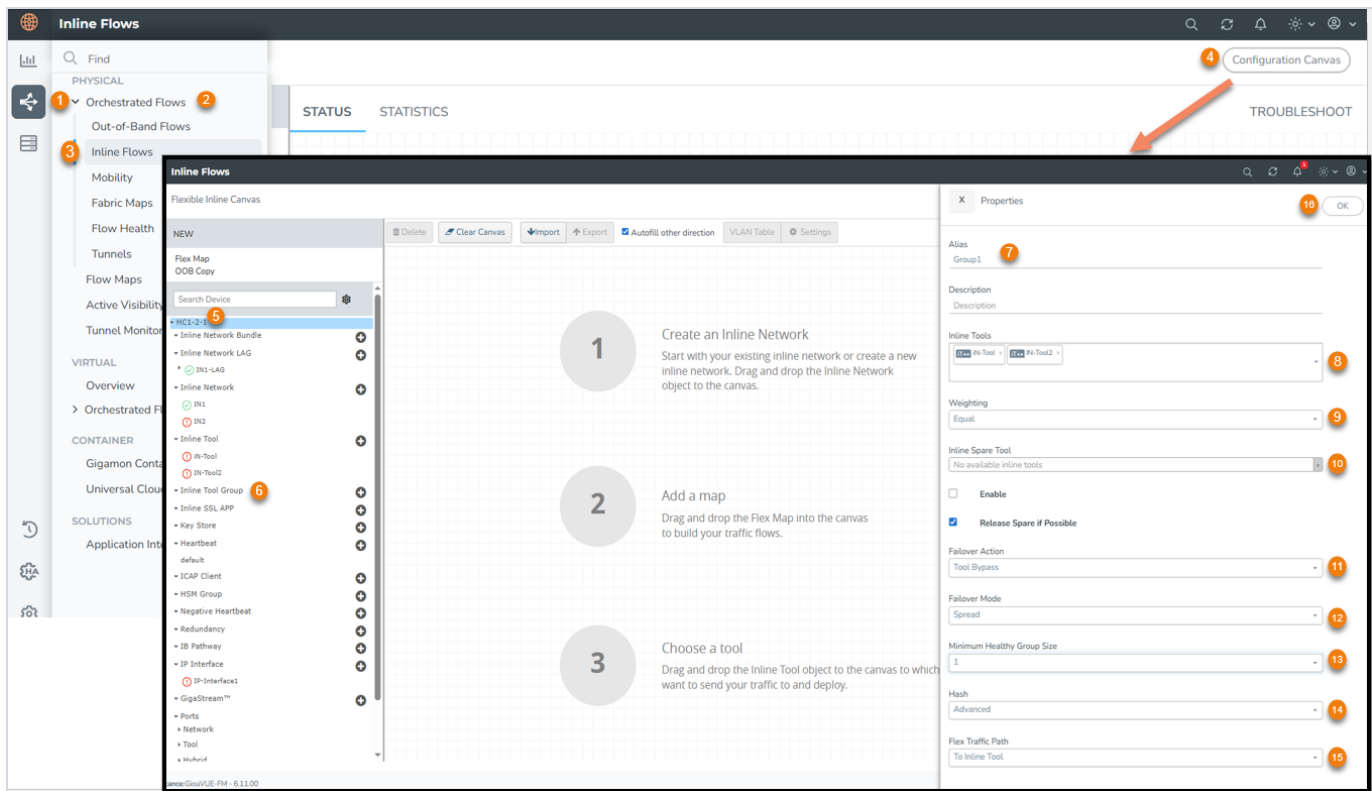 Inline Flows
Find
4 Configuration Canvas
PHYSICAL
1 Orchestrated Flows 2
Out-of-Band Flows
3 Inline Flows
Mobility
Fabric Maps
Flow Health
Tunnels
Flow Maps
Active Visibility
Tunnel Monitor
VIRTUAL
Overview
Orchestrated Fl
CONTAINER
Gigamon Conta
Universal Clou
SOLUTIONS
Application Inte
HA
STATUS STATISTICS TROUBLESHOOT
Inline Flows
Flexible Inline Canvas
NEW
Flex Map
OOB Copy
Search Device
HC1-2-1 5
Inline Network Bundle
Inline Network LAG
IN1-LAG
Inline Network
IN1
IN2
Inline Tool
iN-Tool
IN-Tool2
Inline Tool Group 6
Inline SSL APP
Key Store
Heartbeat
default
ICAP Client
HSM Group
Negative Heartbeat
Redundancy
IB Pathway
IP Interface
IP-Interface1
GigaStream™
Ports
Network
Tool
Hybrid
GigaVUE-FM - 6.11.00
Delete Clear Canvas Import Export Autofill other direction VLAN Table Settings
1
Create an Inline Network
Start with your existing inline network or create a new
inline network. Drag and drop the Inline Network
object to the canvas.
2
Add a map
Drag and drop the Flex Map into the canvas
to build your traffic flows.
3
Choose a tool
Drag and drop the Inline Tool object to the canvas to which
want to send your traffic to and deploy.
X Properties 16 OK
Alias
Group1 7
Description
Description
Inline Tools
iN-Tool × IN-Tool2 × 8
Weighting
Equal 9
Inline Spare Tool
No available inline tools 10
Enable
Release Spare if Possible
Failover Action
Tool Bypass 11
Failover Mode
Spread 12
Minimum Healthy Group Size
1 13
Hash
Advanced 14
Flex Traffic Path
To Inline Tool 15